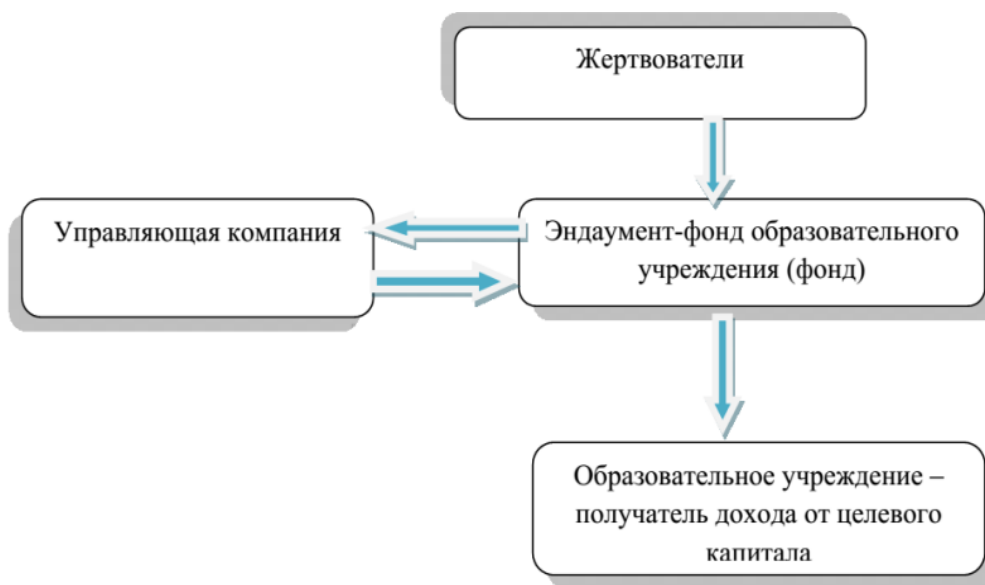 Жертвователи
Управляющая компания
Эндаумент-фонд образовательного
учреждения (фонд)
Образовательное учреждение –
получатель дохода от целевого
капитала